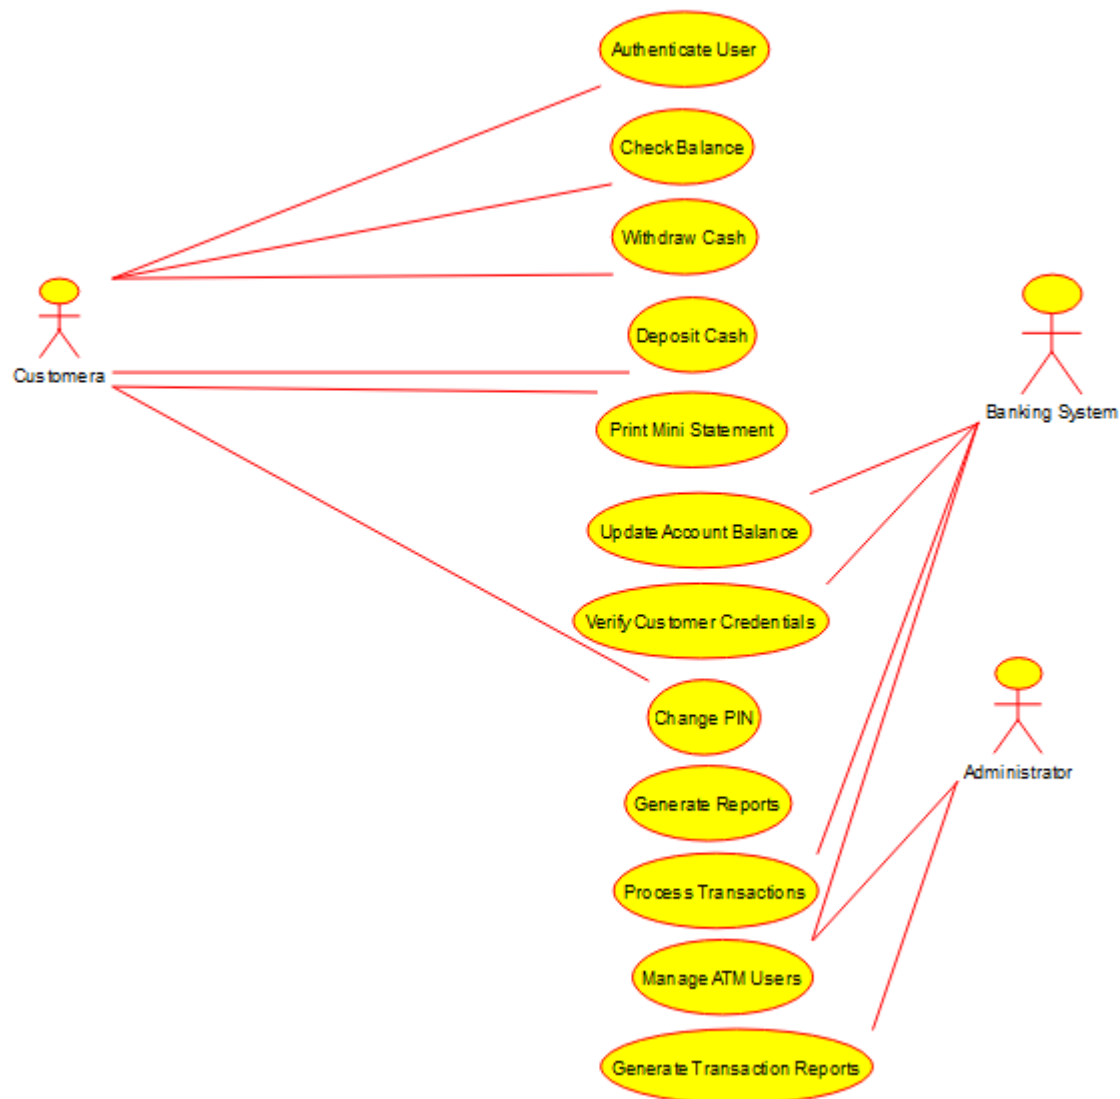 Authenticate User
Check Balance
Withdraw Cash
Deposit Cash
Customera
Banking System
Print Mini Statement
Update Account Balance
Verify Customer Credentials
Change PIN
Administrator
Generate Reports
Process Transactions
Manage ATM Users
Generate Transaction Reports